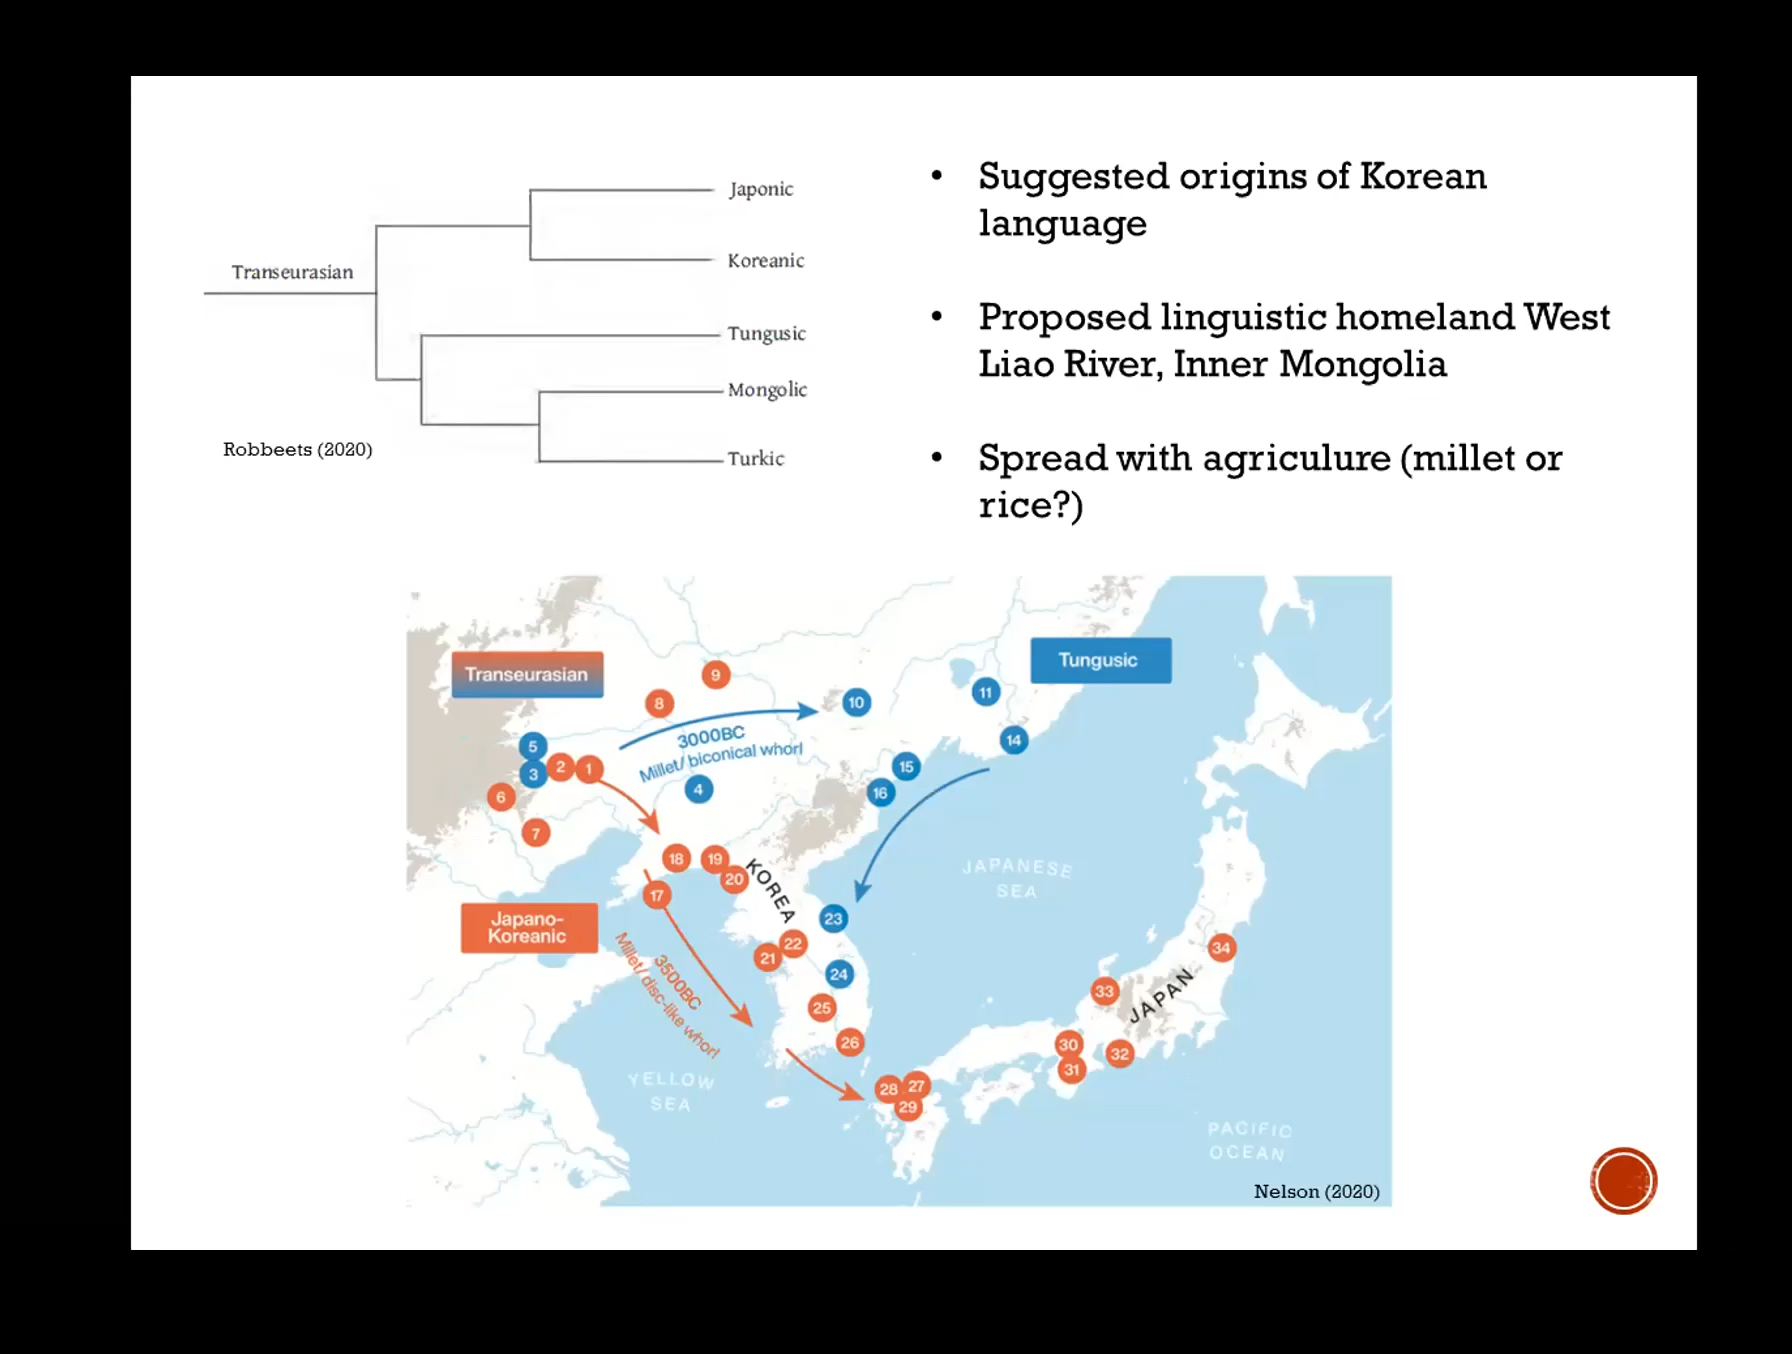 Japonic
Koreanic
Transeurasian
Tungusic
Mongolic
Turkic
Robbeets (2020)
• Suggested origins of Korean
language
• Proposed linguistic homeland West
Liao River, Inner Mongolia
• Spread with agriculure (millet or
rice?)
Transeurasian
Tungusic
9
8
10
11
3000BC
Millet/ biconical whorl
14
5
3
2
1
15
4
16
6
7
18
19
20
KOREA
17
JAPANESE
SEA
Japano-
Koreanic
23
22
21
24
34
3500BC
Millet/ disc-like whorl
33
JAPAN
25
26
30
32
31
YELLOW
SEA
28
27
29
PACIFIC
OCEAN
Nelson (2020)